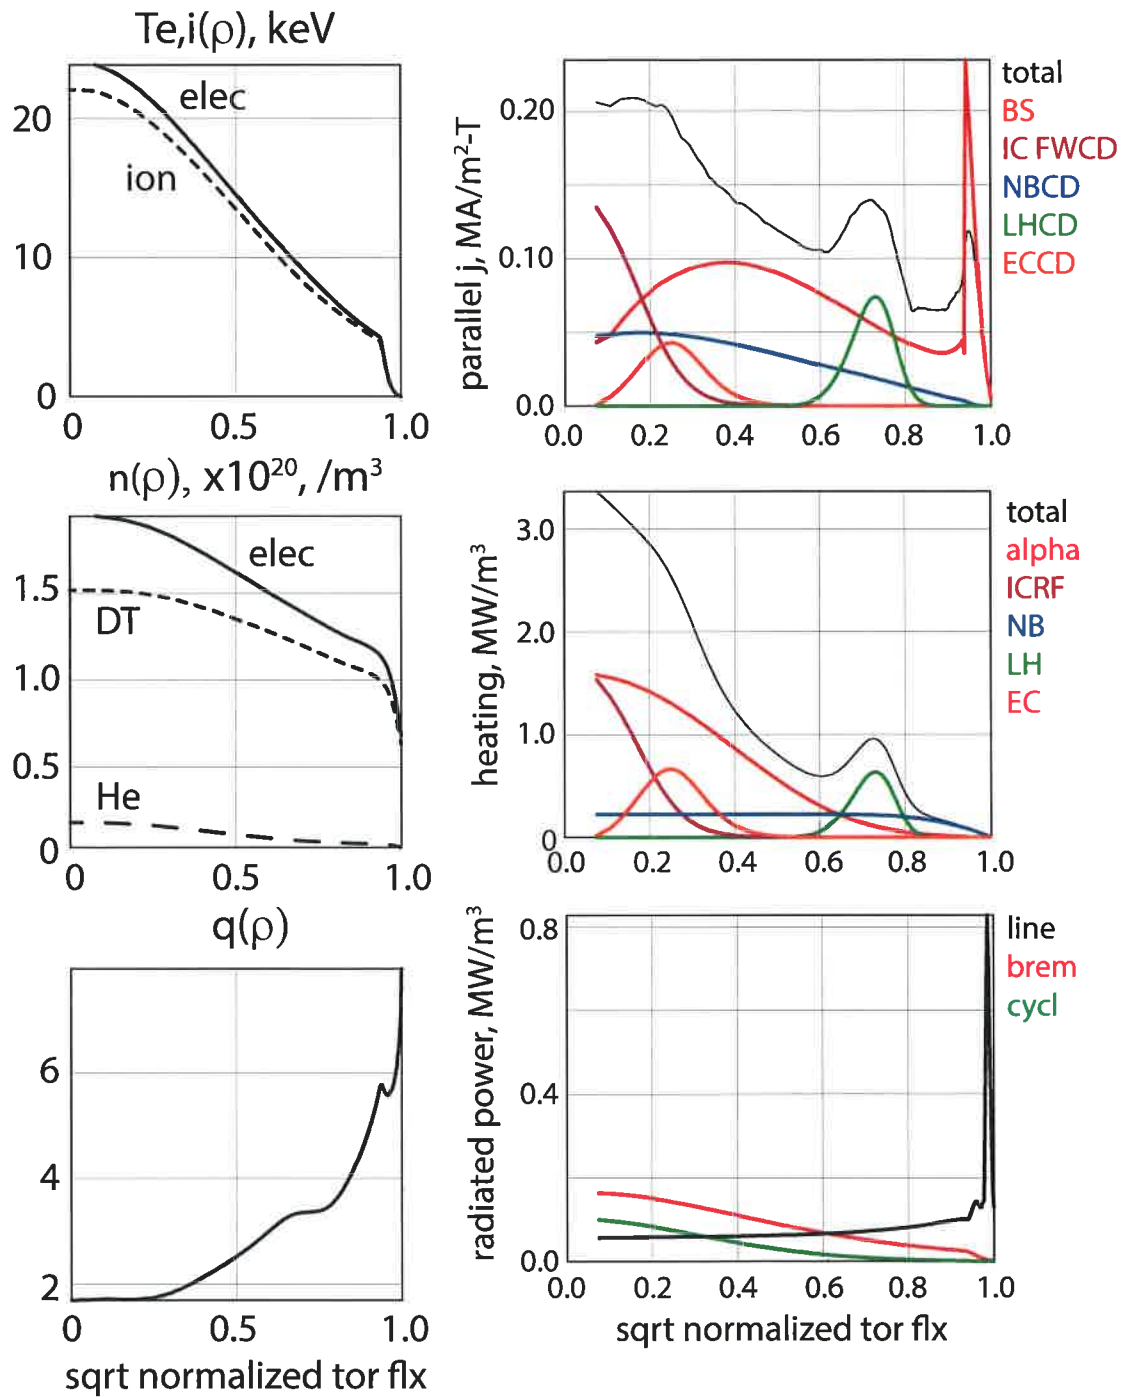 Te,i(ρ), keV
20
10
0
elec
ion
0 0.5 1.0
parallel j, MA/m²-T
0.20
0.10
0.0
0.0 0.2 0.4 0.6 0.8 1.0
total
BS
IC FWCD
NBCD
LHCD
ECCD
n(ρ), x10²⁰, /m³
1.5
1.0
0.5
0
elec
DT
He
0 0.5 1.0
heating, MW/m³
3.0
2.0
1.0
0
0.0 0.2 0.4 0.6 0.8 1.0
total
alpha
ICRF
NB
LH
EC
q(ρ)
6
4
2
0 0.5 1.0
sqrt normalized tor flx
radiated power, MW/m³
0.8
0.4
0.0
0.0 0.2 0.4 0.6 0.8 1.0
sqrt normalized tor flx
line
brem
cycl